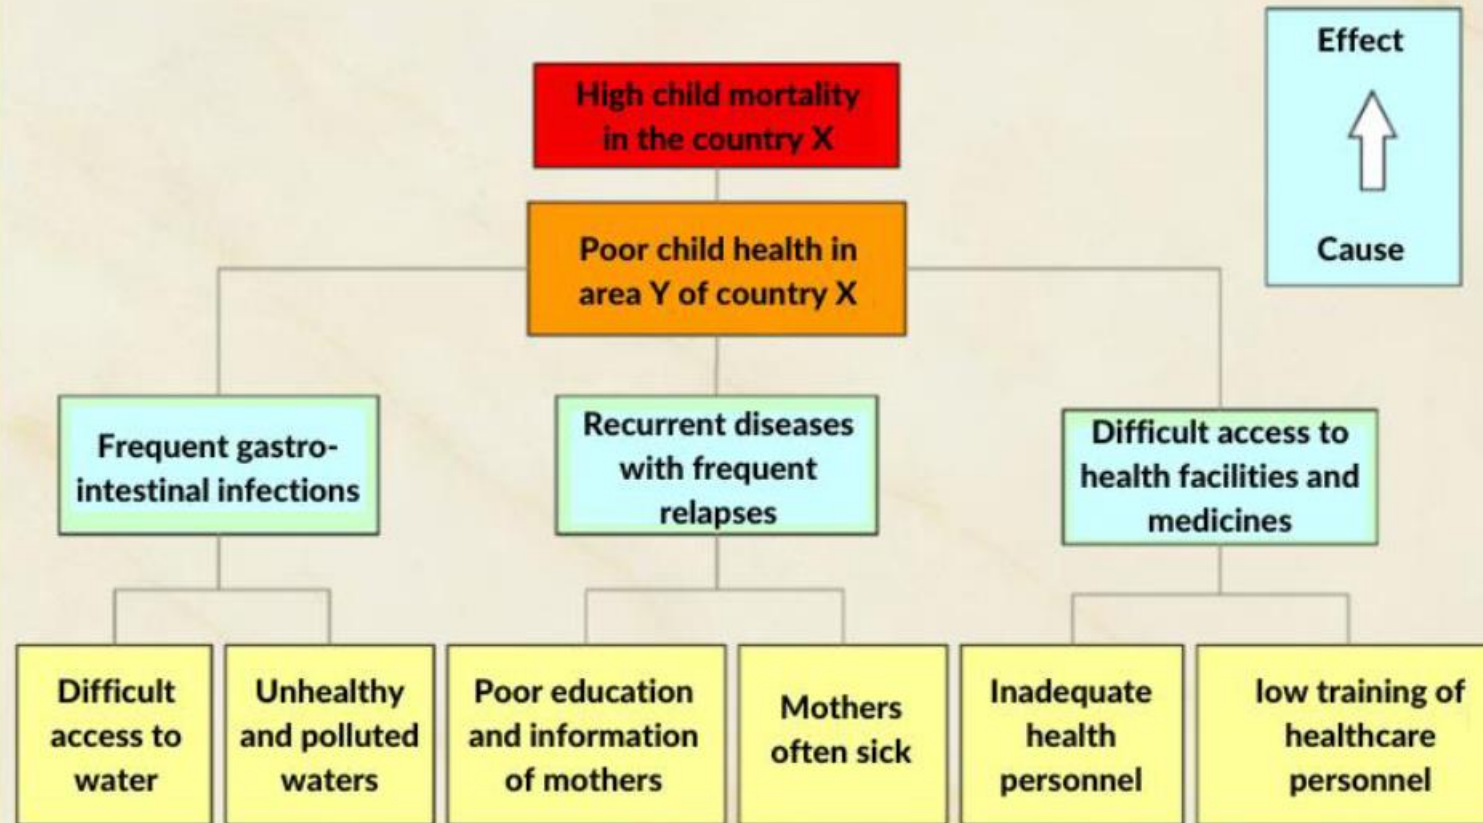 Effect
Cause
High child mortality
in the country X
Poor child health in
area Y of country X
Frequent gastro-
intestinal infections
Recurrent diseases
with frequent
relapses
Difficult access to
health facilities and
medicines
Difficult
access to
water
Unhealthy
and polluted
waters
Poor education
and information
of mothers
Mothers
often sick
Inadequate
health
personnel
low training of
healthcare
personnel